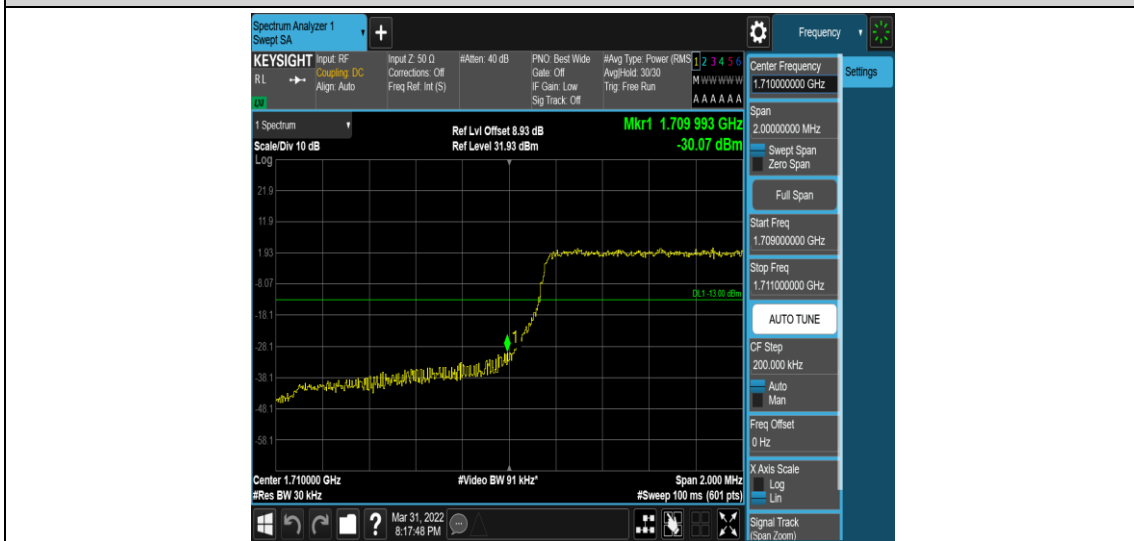 Spectrum Analyzer 1
Swept SA
Frequency
KEYSIGHT
RL
Input: RF
Coupling: DC
Align: Auto
Input Z: 50 Ω
Corrections: Off
Freq Ref: Int (S)
#Atten: 40 dB
PNO: Best Wide
Gate: Off
IF Gain: Low
Sig Track: Off
#Avg Type: Power (RMS
Avg|Hold: 30/30
Trig: Free Run
1 2 3 4 5 6
M W W W W W
A A A A A A
1 Spectrum
Scale/Div 10 dB
Ref Lvl Offset 8.93 dB
Ref Level 31.93 dBm
Mkr1 1.709 993 GHz
-30.07 dBm
Log
21.9
11.9
1.93
-8.07
-18.1
-28.1
-38.1
-48.1
-58.1
DL1 -13.00 dBm
1
Center 1.710000 GHz
#Res BW 30 kHz
#Video BW 91 kHz*
Span 2.000 MHz
#Sweep 100 ms (601 pts)
Mar 31, 2022
8:17:48 PM
?
Settings
Center Frequency
1.710000000 GHz
Span
2.00000000 MHz
Swept Span
Zero Span
Full Span
Start Freq
1.709000000 GHz
Stop Freq
1.711000000 GHz
AUTO TUNE
CF Step
200.000 kHz
Auto
Man
Freq Offset
0 Hz
X Axis Scale
Log
Lin
Signal Track
(Span Zoom)